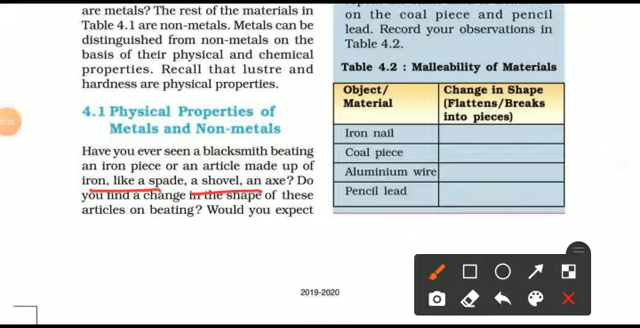 are metals? The rest of the materials in
Table 4.1 are non-metals. Metals can be
distinguished from non-metals on the
basis of their physical and chemical
properties. Recall that lustre and
hardness are physical properties.
4.1 Physical Properties of
Metals and Non-metals
Have you ever seen a blacksmith beating
an iron piece or an article made up of
iron, like a spade, a shovel, an axe? Do
you find a change in the shape of these
articles on beating? Would you expect
on the coal piece and pencil
lead. Record your observations in
Table 4.2.
Table 4.2 : Malleability of Materials
Object/ Material
Change in Shape (Flattens/Breaks into pieces)
Iron nail
Coal piece
Aluminium wire
Pencil lead
2019-2020